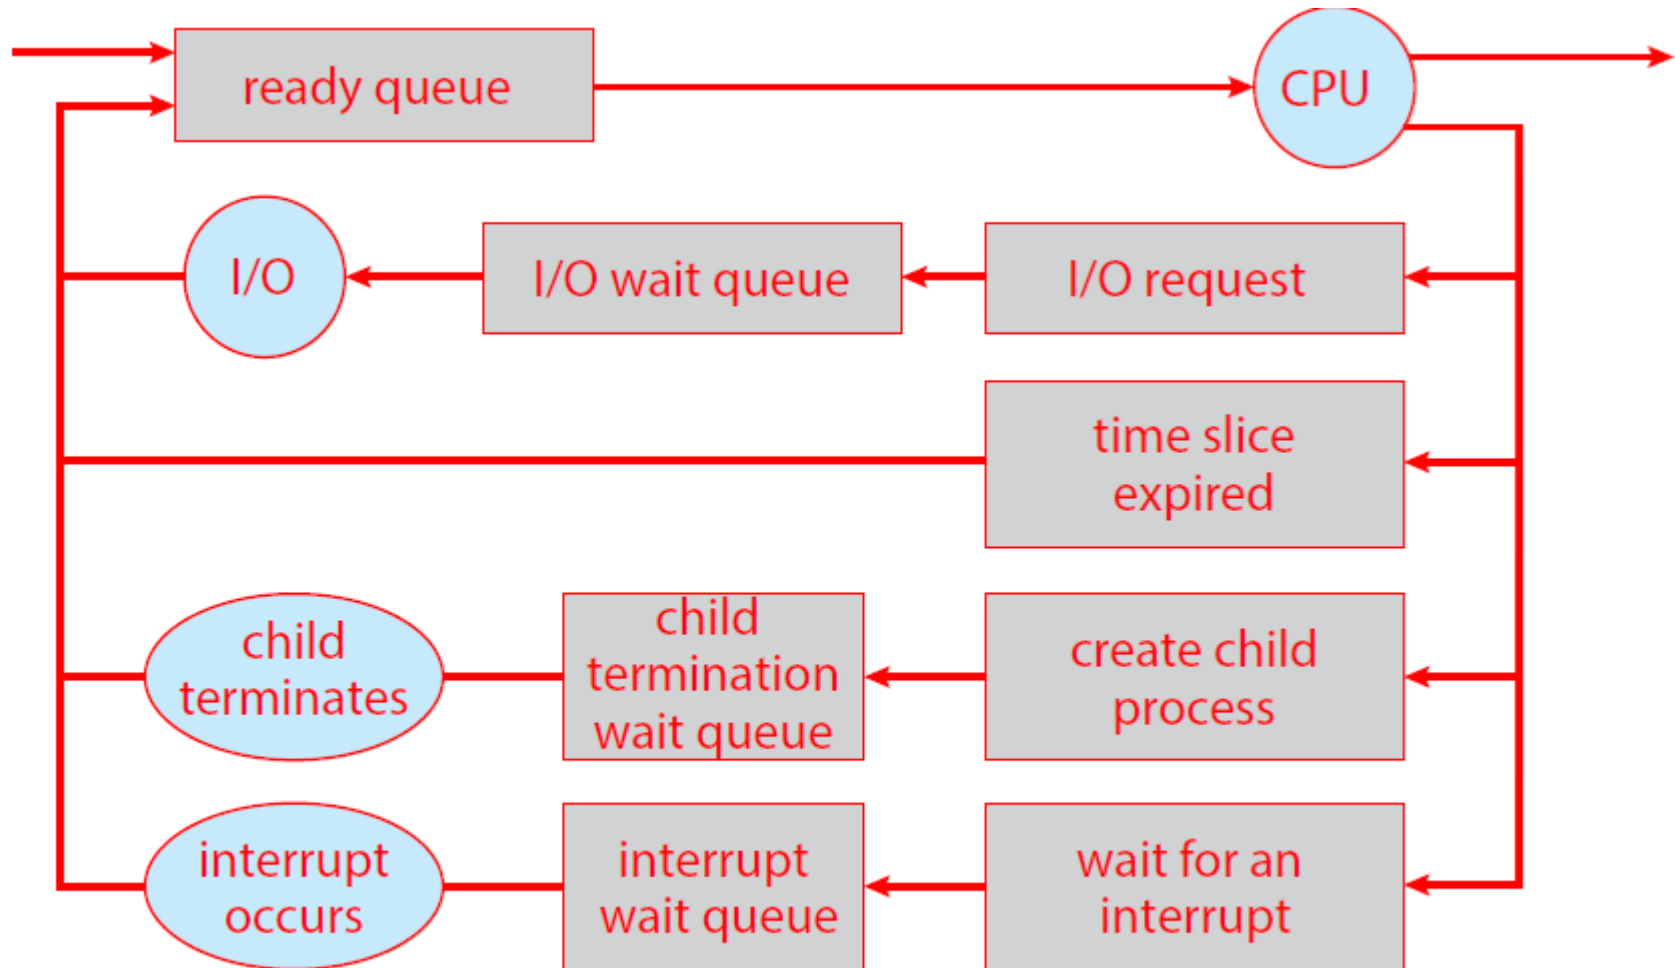 ready queue
CPU
I/O
I/O wait queue
I/O request
time slice
expired
child
terminates
child
termination
wait queue
create child
process
interrupt
occurs
interrupt
wait queue
wait for an
interrupt